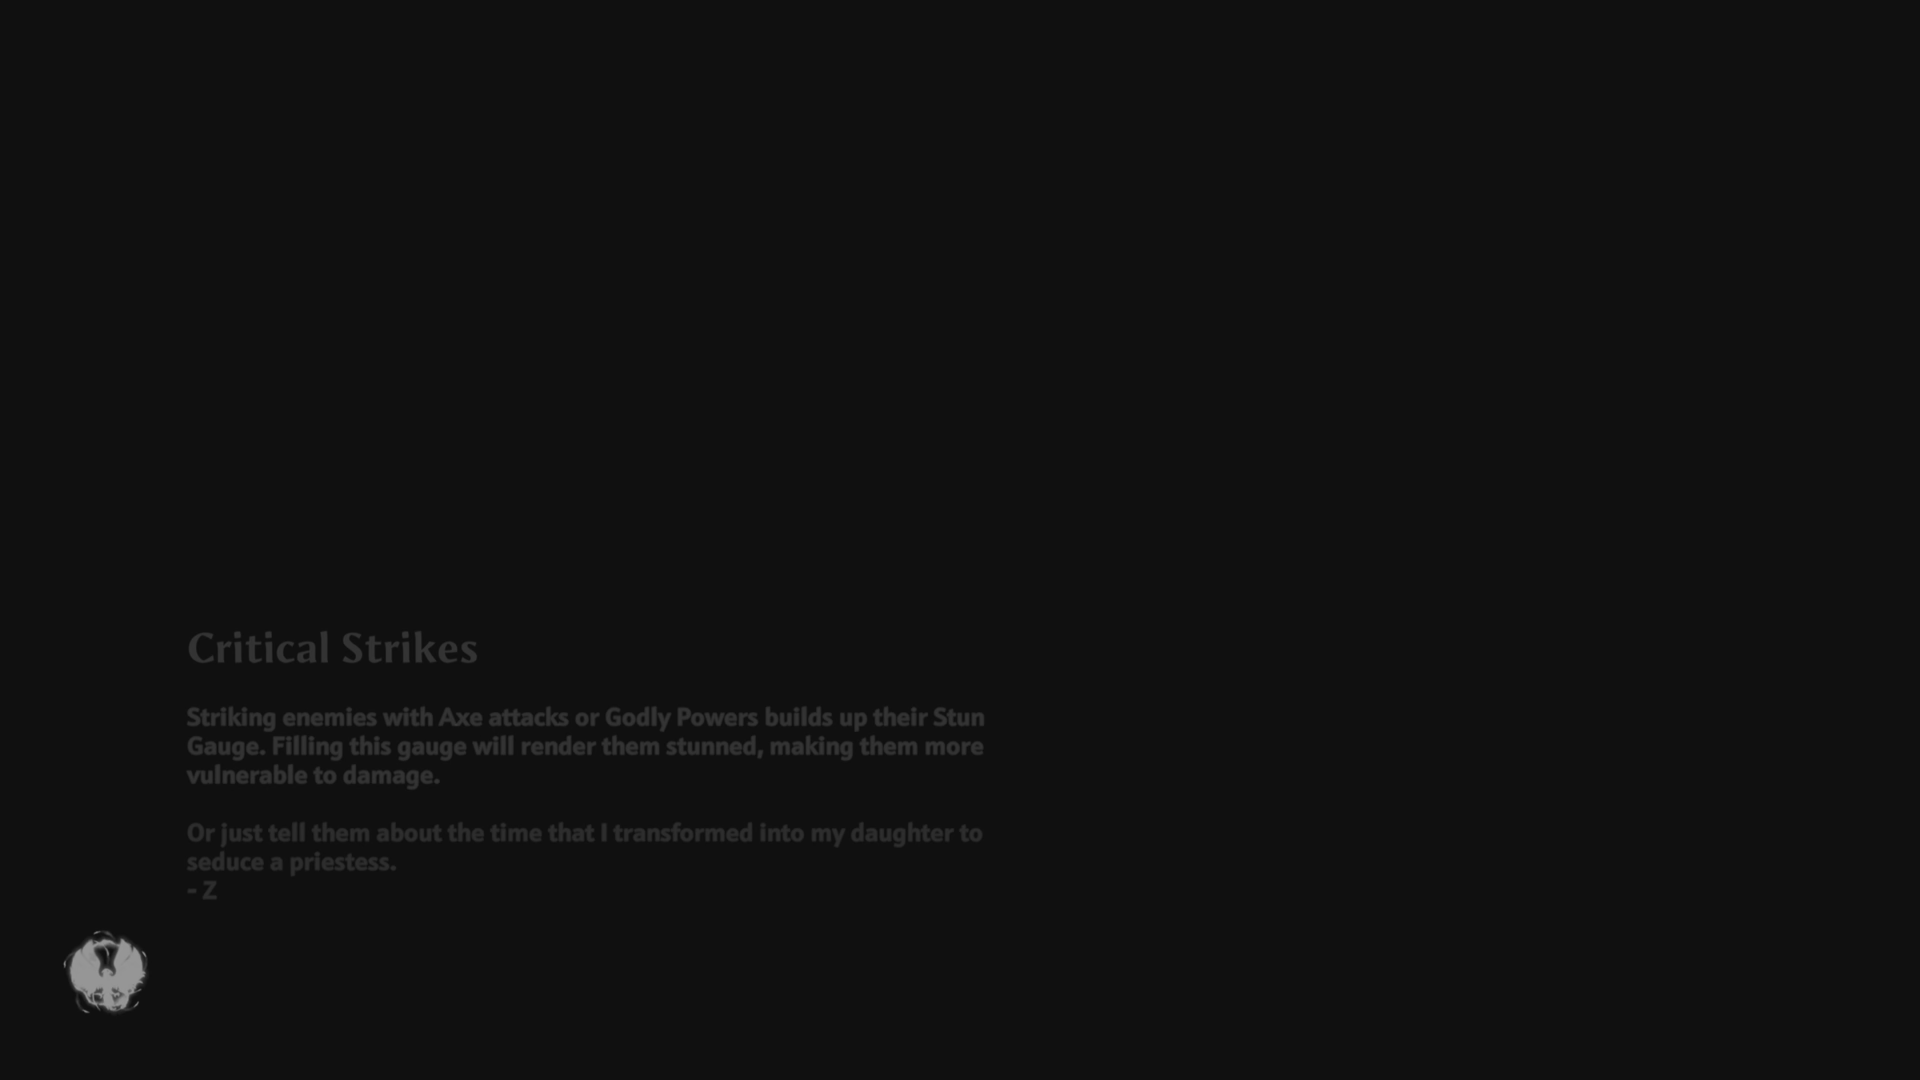 Critical Strikes
Striking enemies with Axe attacks or Godly Powers builds up their Stun
Gauge. Filling this gauge will render them stunned, making them more
vulnerable to damage.
Or just tell them about the time that I transformed into my daughter to
seduce a priestess.
- Z